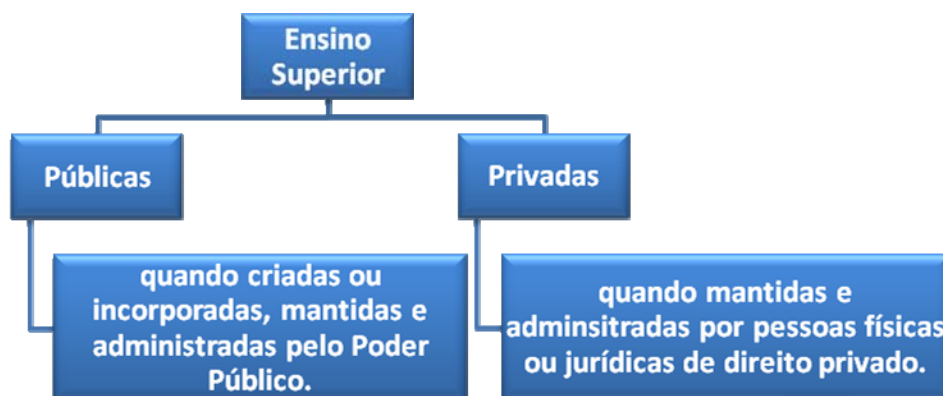 Ensino
Superior
Públicas
Privadas
quando criadas ou
incorporadas, mantidas e
administradas pelo Poder
Público.
quando mantidas e
adminsitradas por pessoas físicas
ou jurídicas de direito privado.